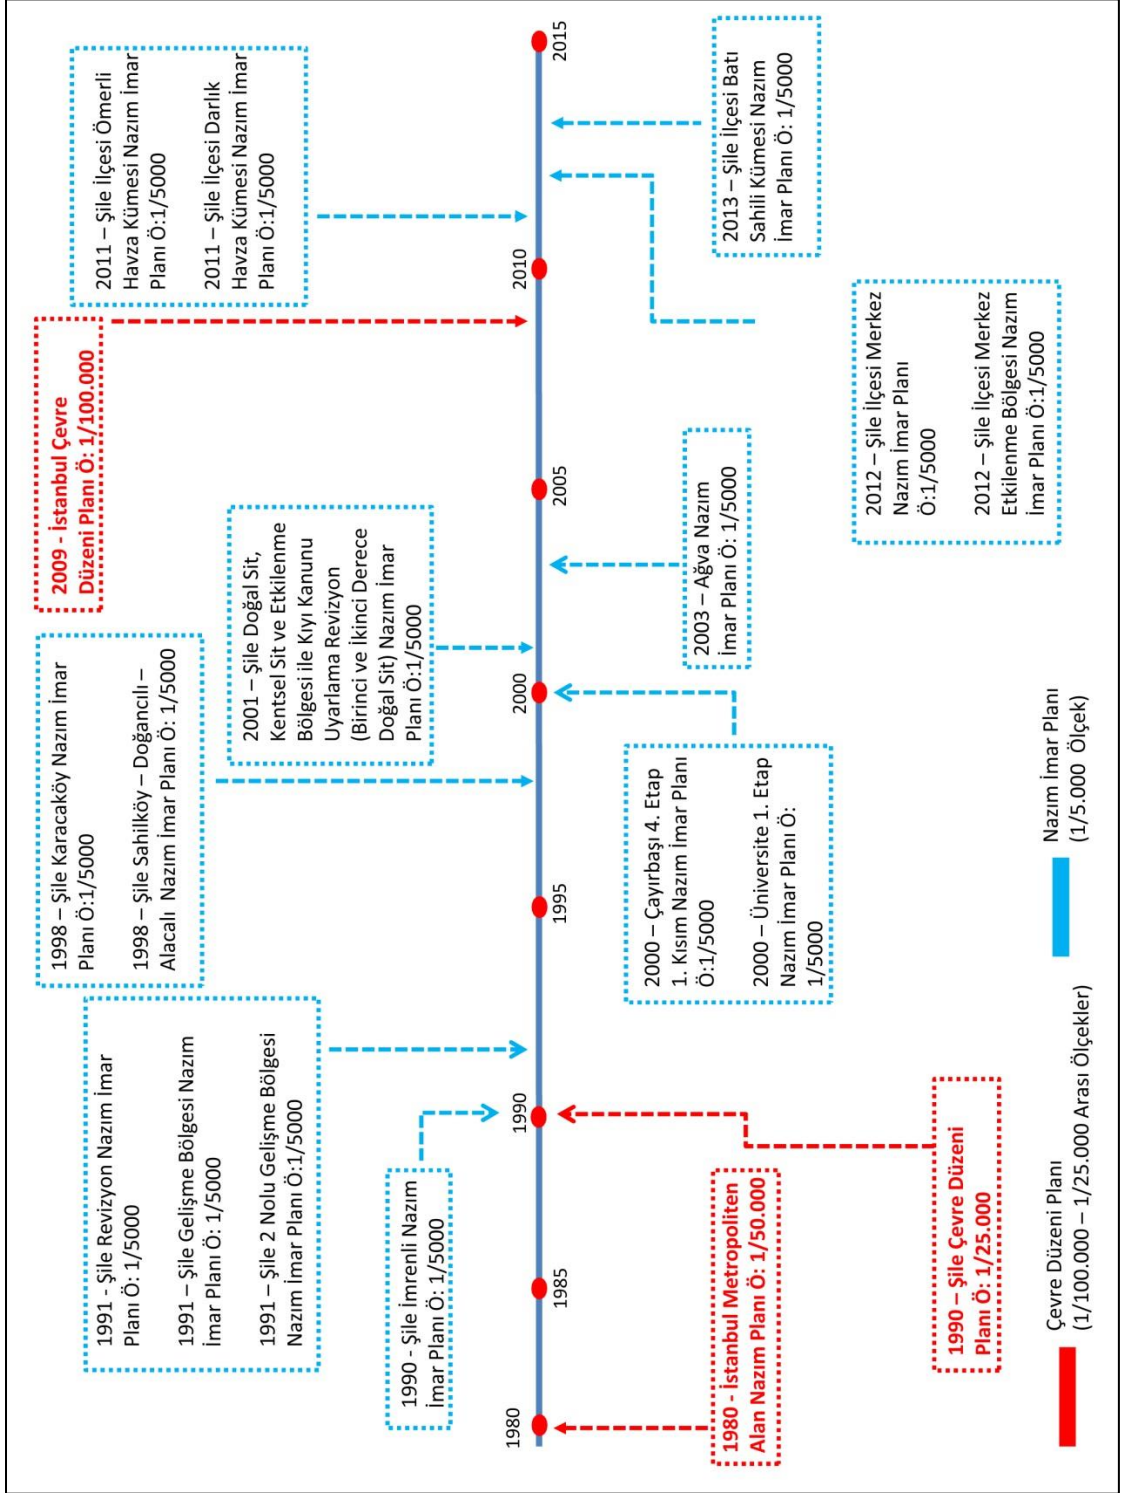 1991 - Şile Revizyon Nazım İmar
Planı Ö: 1/5000
1991 – Şile Gelişme Bölgesi Nazım
İmar Planı Ö: 1/5000
1991 – Şile 2 Nolu Gelişme Bölgesi
Nazım İmar Planı Ö:1/5000
1998 – Şile Karacaköy Nazım İmar
Planı Ö:1/5000
1998 – Şile Sahilköy – Doğancılı –
Alacalı Nazım İmar Planı Ö: 1/5000
2009 - İstanbul Çevre
Düzeni Planı Ö: 1/100.000
2011 – Şile İlçesi Ömerli
Havza Kümesi Nazım İmar
Planı Ö:1/5000
2011 – Şile İlçesi Darlık
Havza Kümesi Nazım İmar
Planı Ö:1/5000
1990 - Şile İmrenli Nazım
İmar Planı Ö: 1/5000
2001 – Şile Doğal Sit,
Kentsel Sit ve Etkilenme
Bölgesi ile Kıyı Kanunu
Uyarlama Revizyon
(Birinci ve İkinci Derece
Doğal Sit) Nazım İmar
Planı Ö:1/5000
1980
1985
1990
1995
2000
2005
2010
2015
1980 - İstanbul Metropoliten
Alan Nazım Planı Ö: 1/50.000
2000 – Çayırbaşı 4. Etap
1. Kısım Nazım İmar Planı
Ö:1/5000
2000 – Üniversite 1. Etap
Nazım İmar Planı Ö:
1/5000
2003 – Ağva Nazım
İmar Planı Ö: 1/5000
2013 – Şile İlçesi Batı
Sahili Kümesi Nazım
İmar Planı Ö: 1/5000
1990 – Şile Çevre Düzeni
Planı Ö: 1/25.000
2012 – Şile İlçesi Merkez
Nazım İmar Planı
Ö:1/5000
2012 – Şile İlçesi Merkez
Etkilenme Bölgesi Nazım
İmar Planı Ö:1/5000
Çevre Düzeni Planı
(1/100.000 – 1/25.000 Arası Ölçekler)
Nazım İmar Planı
(1/5.000 Ölçek)